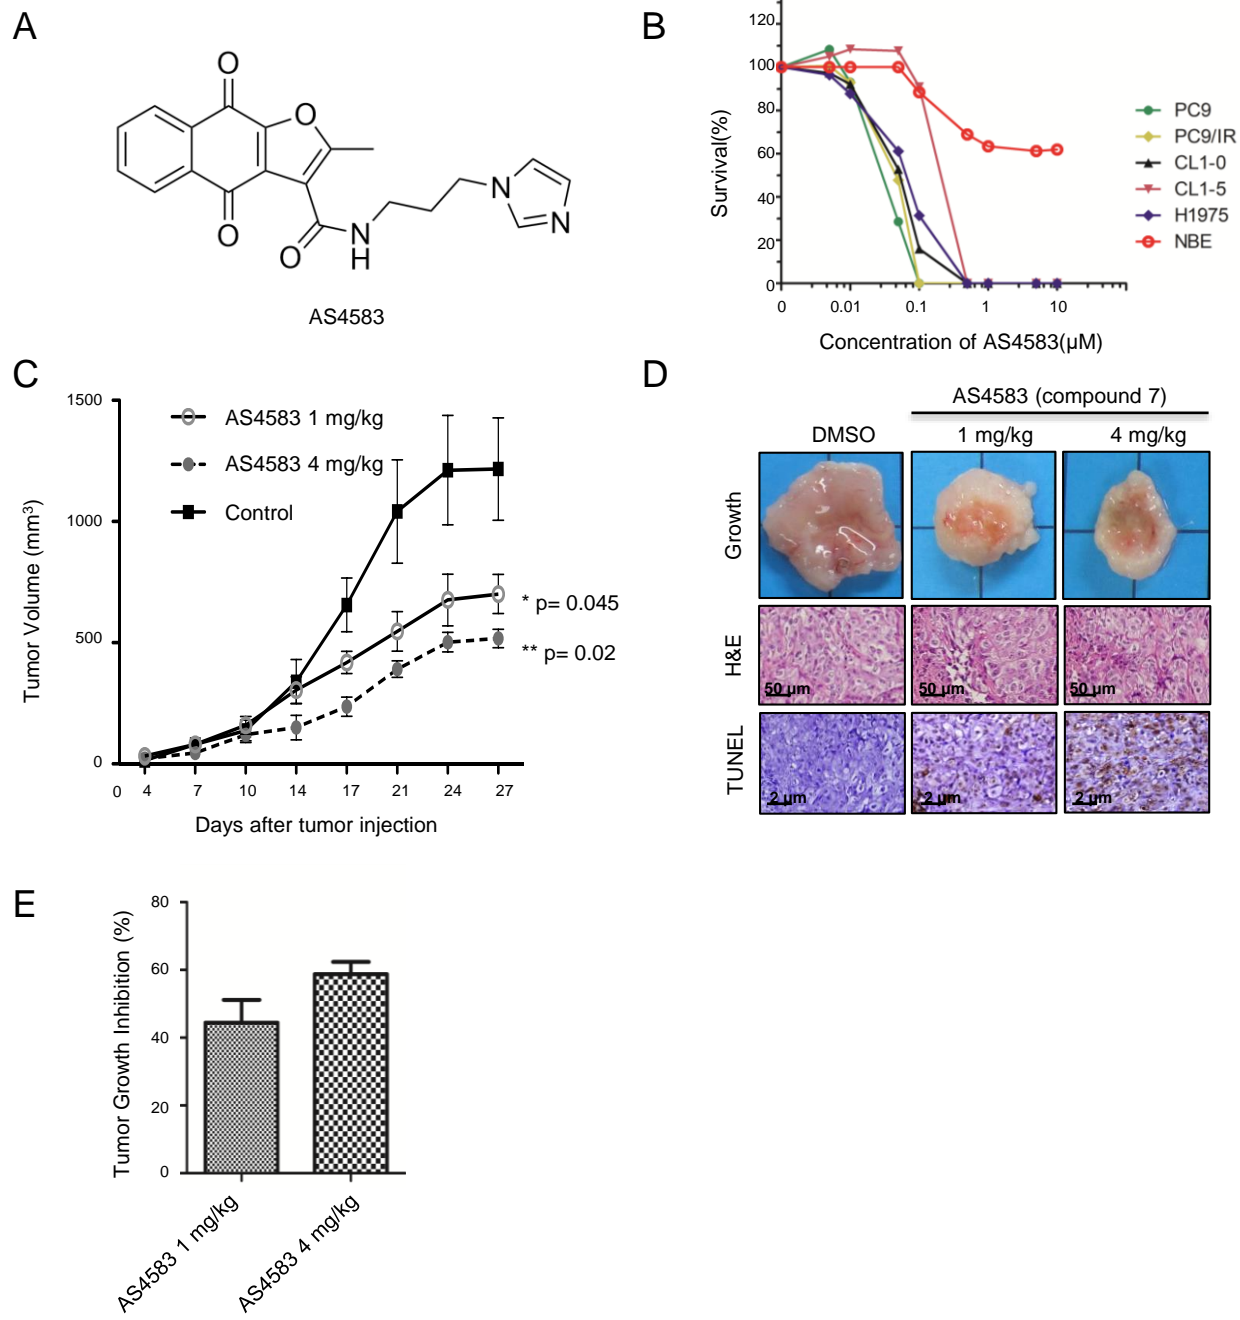 A
O
O
O
O
N
H
N
N
AS4583
B
Survival(%)
120
100
80
60
40
20
0
0
0.01
0.1
1
10
Concentration of AS4583(µM)
PC9
PC9/IR
CL1-0
CL1-5
H1975
NBE
C
Tumor Volume (mm³)
1500
1000
500
0
AS4583 1 mg/kg
AS4583 4 mg/kg
Control
* p= 0.045
** p= 0.02
0 4 7 10 14 17 21 24 27
Days after tumor injection
D
AS4583 (compound 7)
DMSO 1 mg/kg 4 mg/kg
Growth
H&E
50 µm 50 µm 50 µm
TUNEL
2 µm 2 µm 2 µm
E
Tumor Growth Inhibition (%)
80
60
40
20
0
AS4583 1 mg/kg
AS4583 4 mg/kg